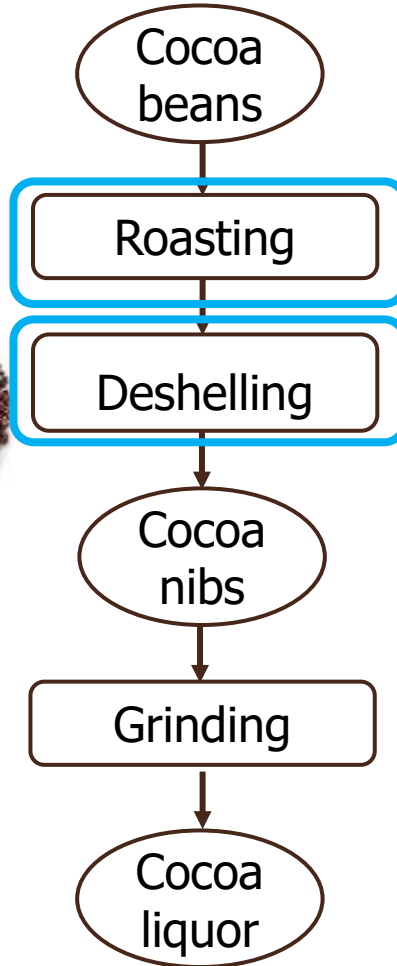 Cocoa
beans
Roasting
Deshelling
Cocoa
nibs
Grinding
Cocoa
liquor